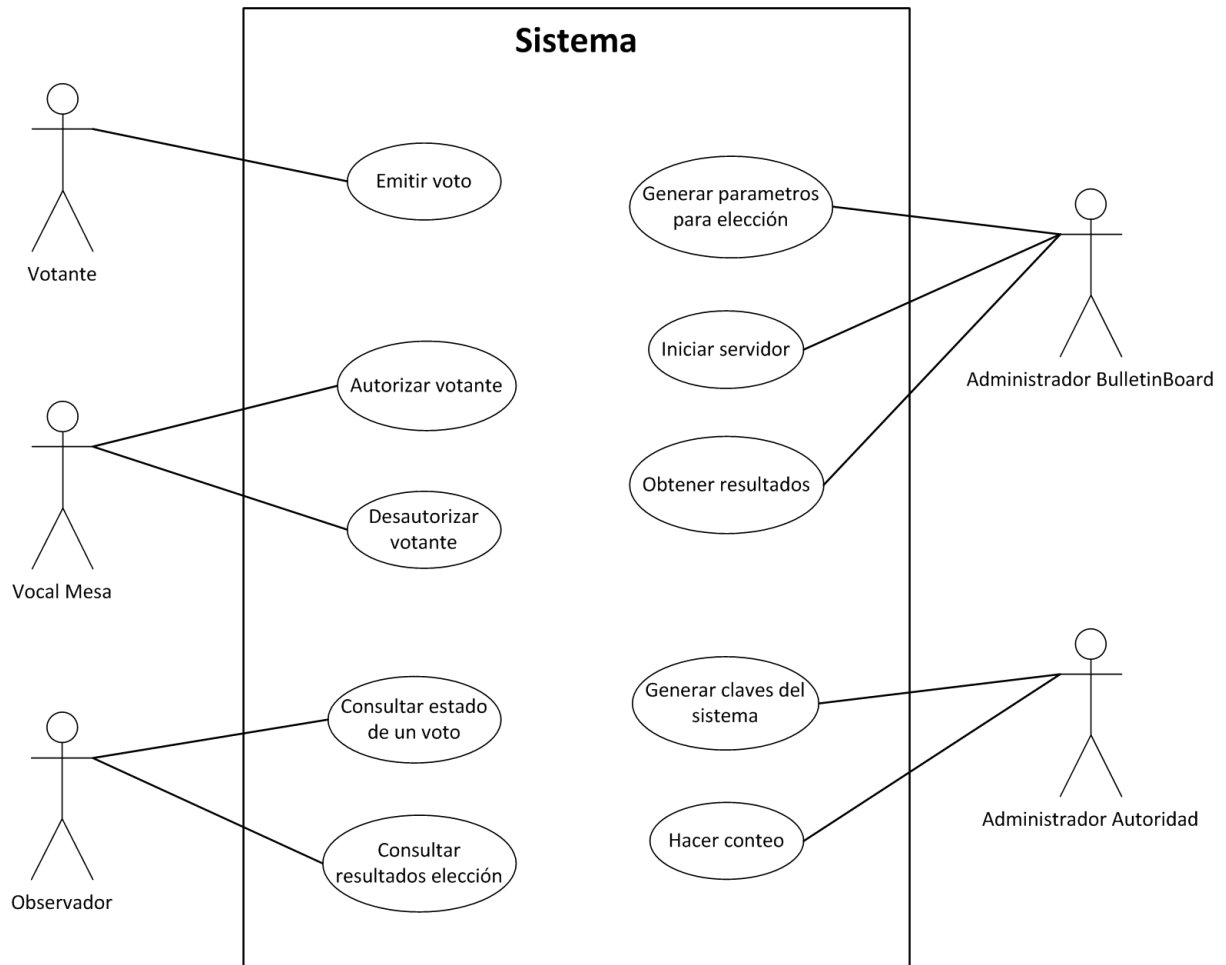 Sistema
Emitir voto
Votante
Generar parametros
para elección
Iniciar servidor
Obtener resultados
Administrador BulletinBoard
Autorizar votante
Desautorizar
votante
Vocal Mesa
Consultar estado
de un voto
Consultar
resultados elección
Observador
Generar claves del
sistema
Hacer conteo
Administrador Autoridad